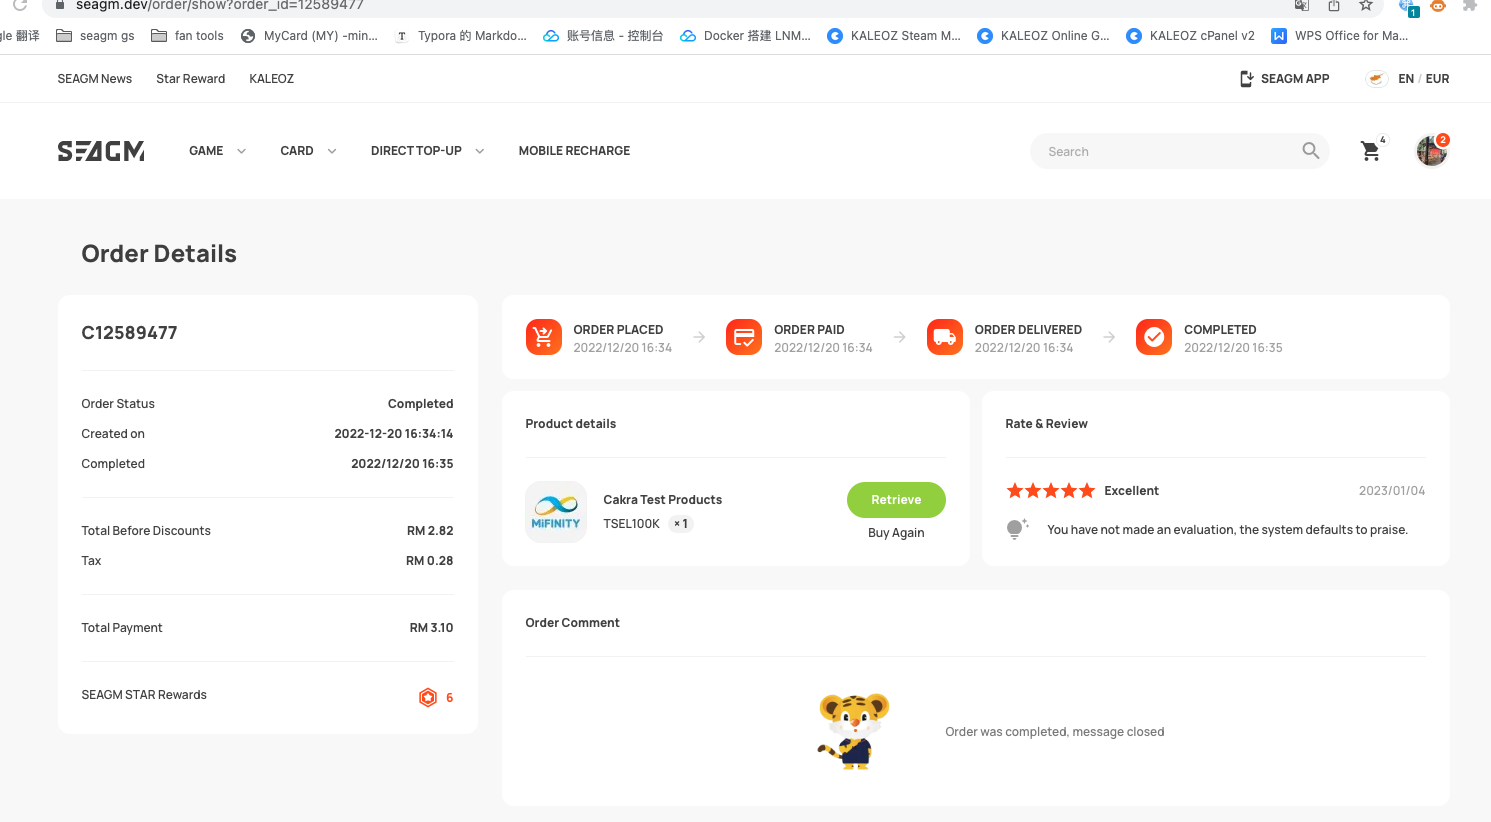 seagm.dev/order/show?order_id=12589477
gle 翻译 seagm gs fan tools MyCard (MY) -min... T Typora 的 Markdo... 账号信息 - 控制台 Docker 搭建 LNM... KALEOZ Steam M... KALEOZ Online G... KALEOZ cPanel v2 WPS Office for Ma...
SEAGM News Star Reward KALEOZ SEAGM APP EN / EUR
SEAGM GAME CARD DIRECT TOP-UP MOBILE RECHARGE Search 4 2
Order Details
C12589477
Order Status Completed
Created on 2022-12-20 16:34:14
Completed 2022/12/20 16:35
Total Before Discounts RM 2.82
Tax RM 0.28
Total Payment RM 3.10
SEAGM STAR Rewards 6
ORDER PLACED ORDER PAID ORDER DELIVERED COMPLETED
2022/12/20 16:34 2022/12/20 16:34 2022/12/20 16:34 2022/12/20 16:35
Product details
MiFINITY
Cakra Test Products
TSEL100K × 1
Retrieve
Buy Again
Rate & Review
Excellent 2023/01/04
You have not made an evaluation, the system defaults to praise.
Order Comment
Order was completed, message closed